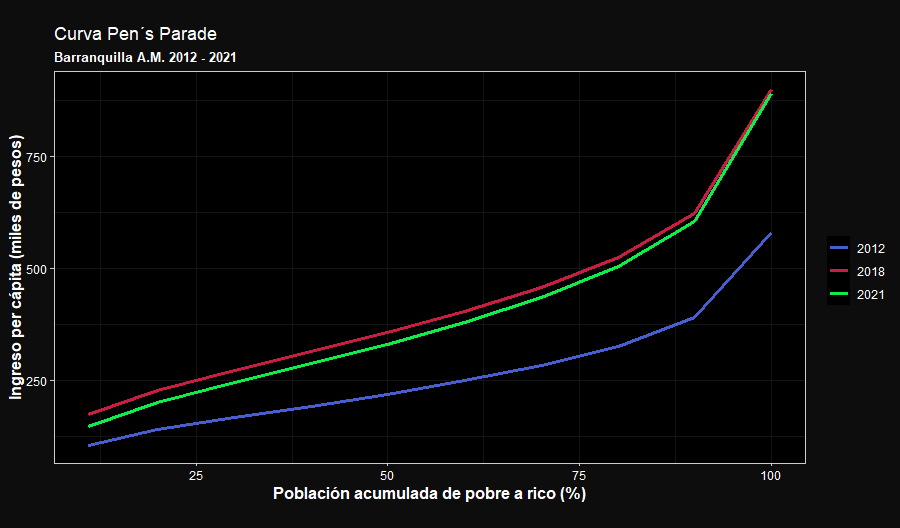 Curva Pen´s Parade
Barranquilla A.M. 2012 - 2021
Ingreso per cápita (miles de pesos)
750
500
250
2012
2018
2021
25
50
75
100
Población acumulada de pobre a rico (%)